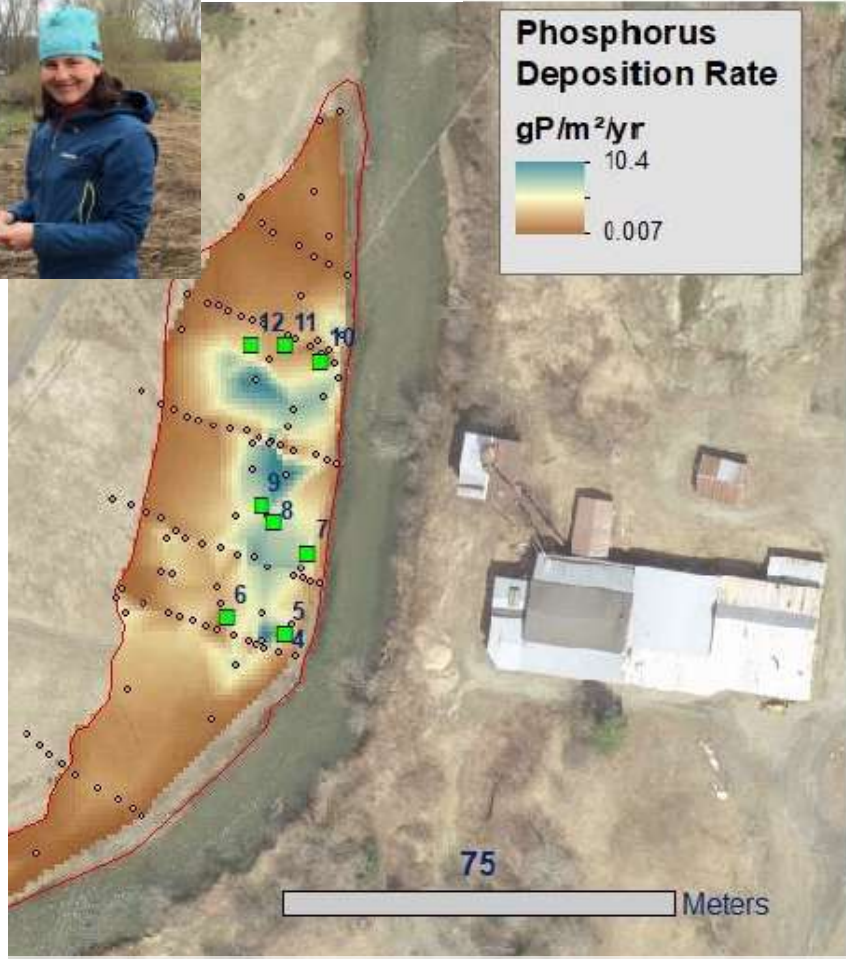 Phosphorus
Deposition Rate
gP/m²/yr
10.4
0.007
12 11 10
9
8
7
6
5
4
75
Meters